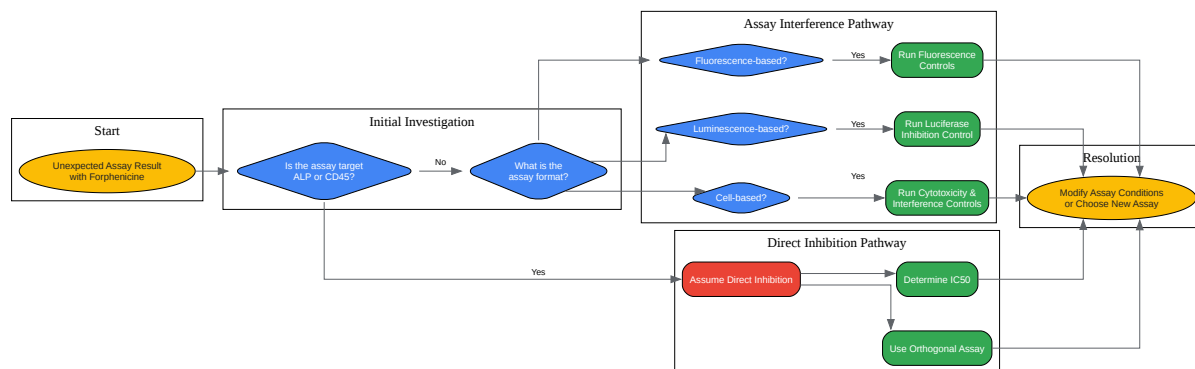 Start
Unexpected Assay Result
with Forphenicine
Initial Investigation
Is the assay target
ALP or CD45?
No
What is the
assay format?
Yes
Assay Interference Pathway
Fluorescence-based?
Yes
Run Fluorescence
Controls
Luminescence-based?
Yes
Run Luciferase
Inhibition Control
Cell-based?
Yes
Run Cytotoxicity &
Interference Controls
Direct Inhibition Pathway
Assume Direct Inhibition
Determine IC50
Use Orthogonal Assay
Resolution
Modify Assay Conditions
or Choose New Assay